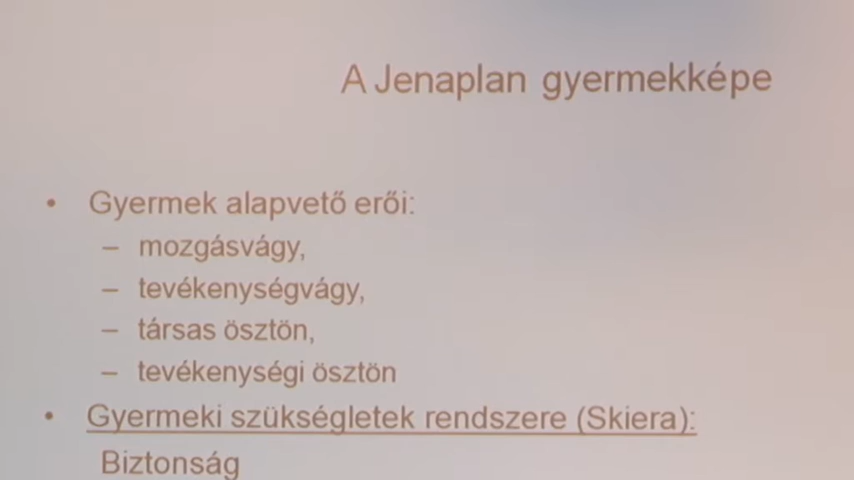 A Jenaplan gyermekképe
• Gyermek alapvető erői:
– mozgásvágy,
– tevékenységvágy,
– társas ösztön,
– tevékenységi ösztön
• Gyermeki szükségletek rendszere (Skiera):
Biztonság